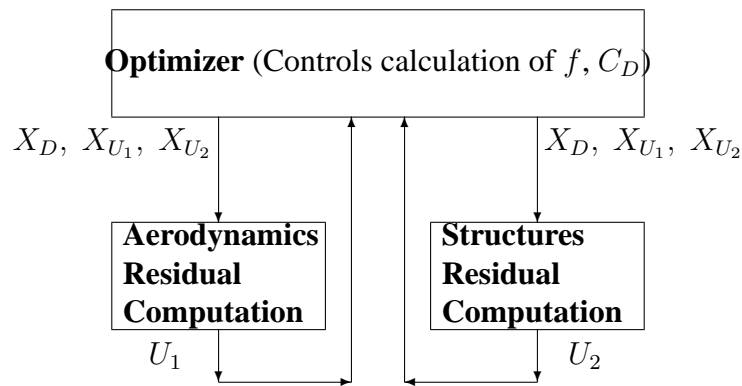 Optimizer (Controls calculation of f, C_D)
X_D, X_{U_1}, X_{U_2}
X_D, X_{U_1}, X_{U_2}
Aerodynamics
Residual
Computation
Structures
Residual
Computation
U_1
U_2